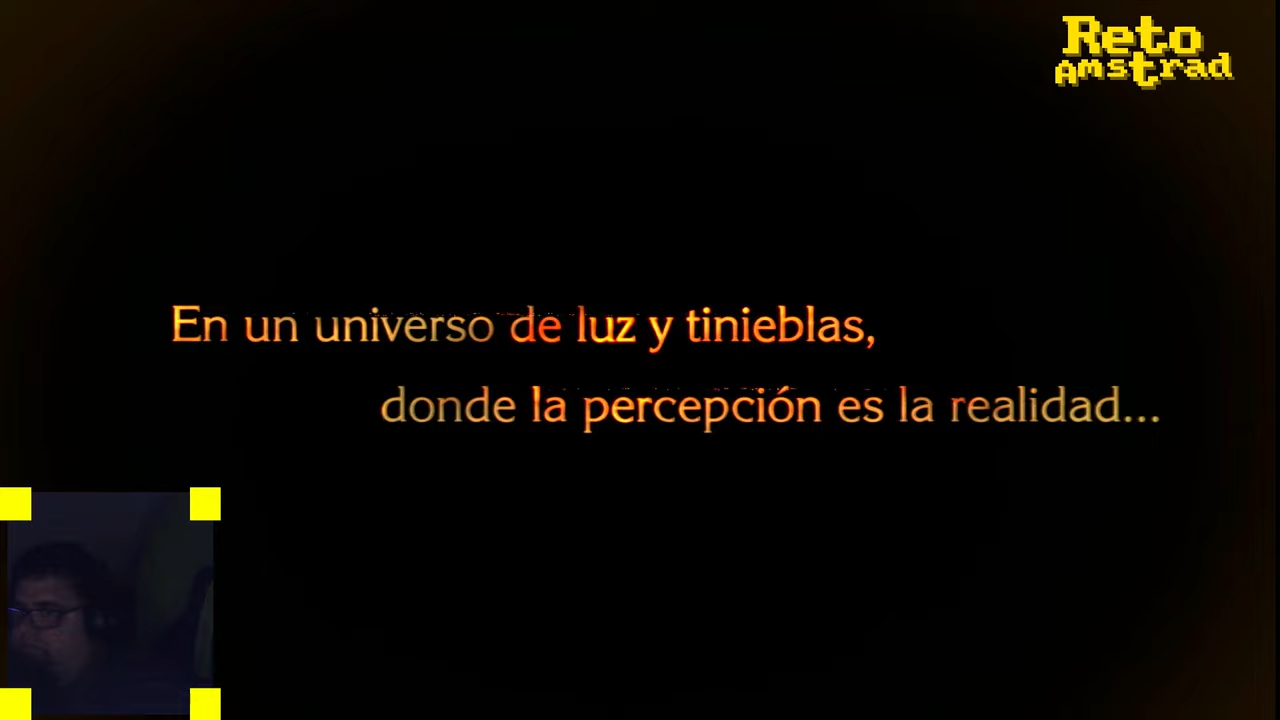 Reto
Amstrad
En un universo de luz y tinieblas,
donde la percepción es la realidad...